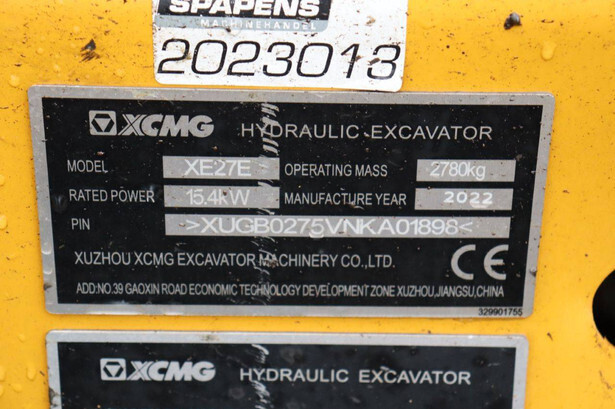 SPAPENS
MACHINEHANDEL
2023013
XCMG HYDRAULIC EXCAVATOR
MODEL XE27E OPERATING MASS 2780kg
RATED POWER 15.4kW MANUFACTURE YEAR 2022
PIN >XUGB0275VNKA01898<
XUZHOU XCMG EXCAVATOR MACHINERY CO.,LTD. CE
ADD:NO.39 GAOXIN ROAD ECONOMIC TECHNOLOGY DEVELOPMENT ZONE XUZHOU,JIANGSU,CHINA
329901755
XCMG HYDRAULIC EXCAVATOR